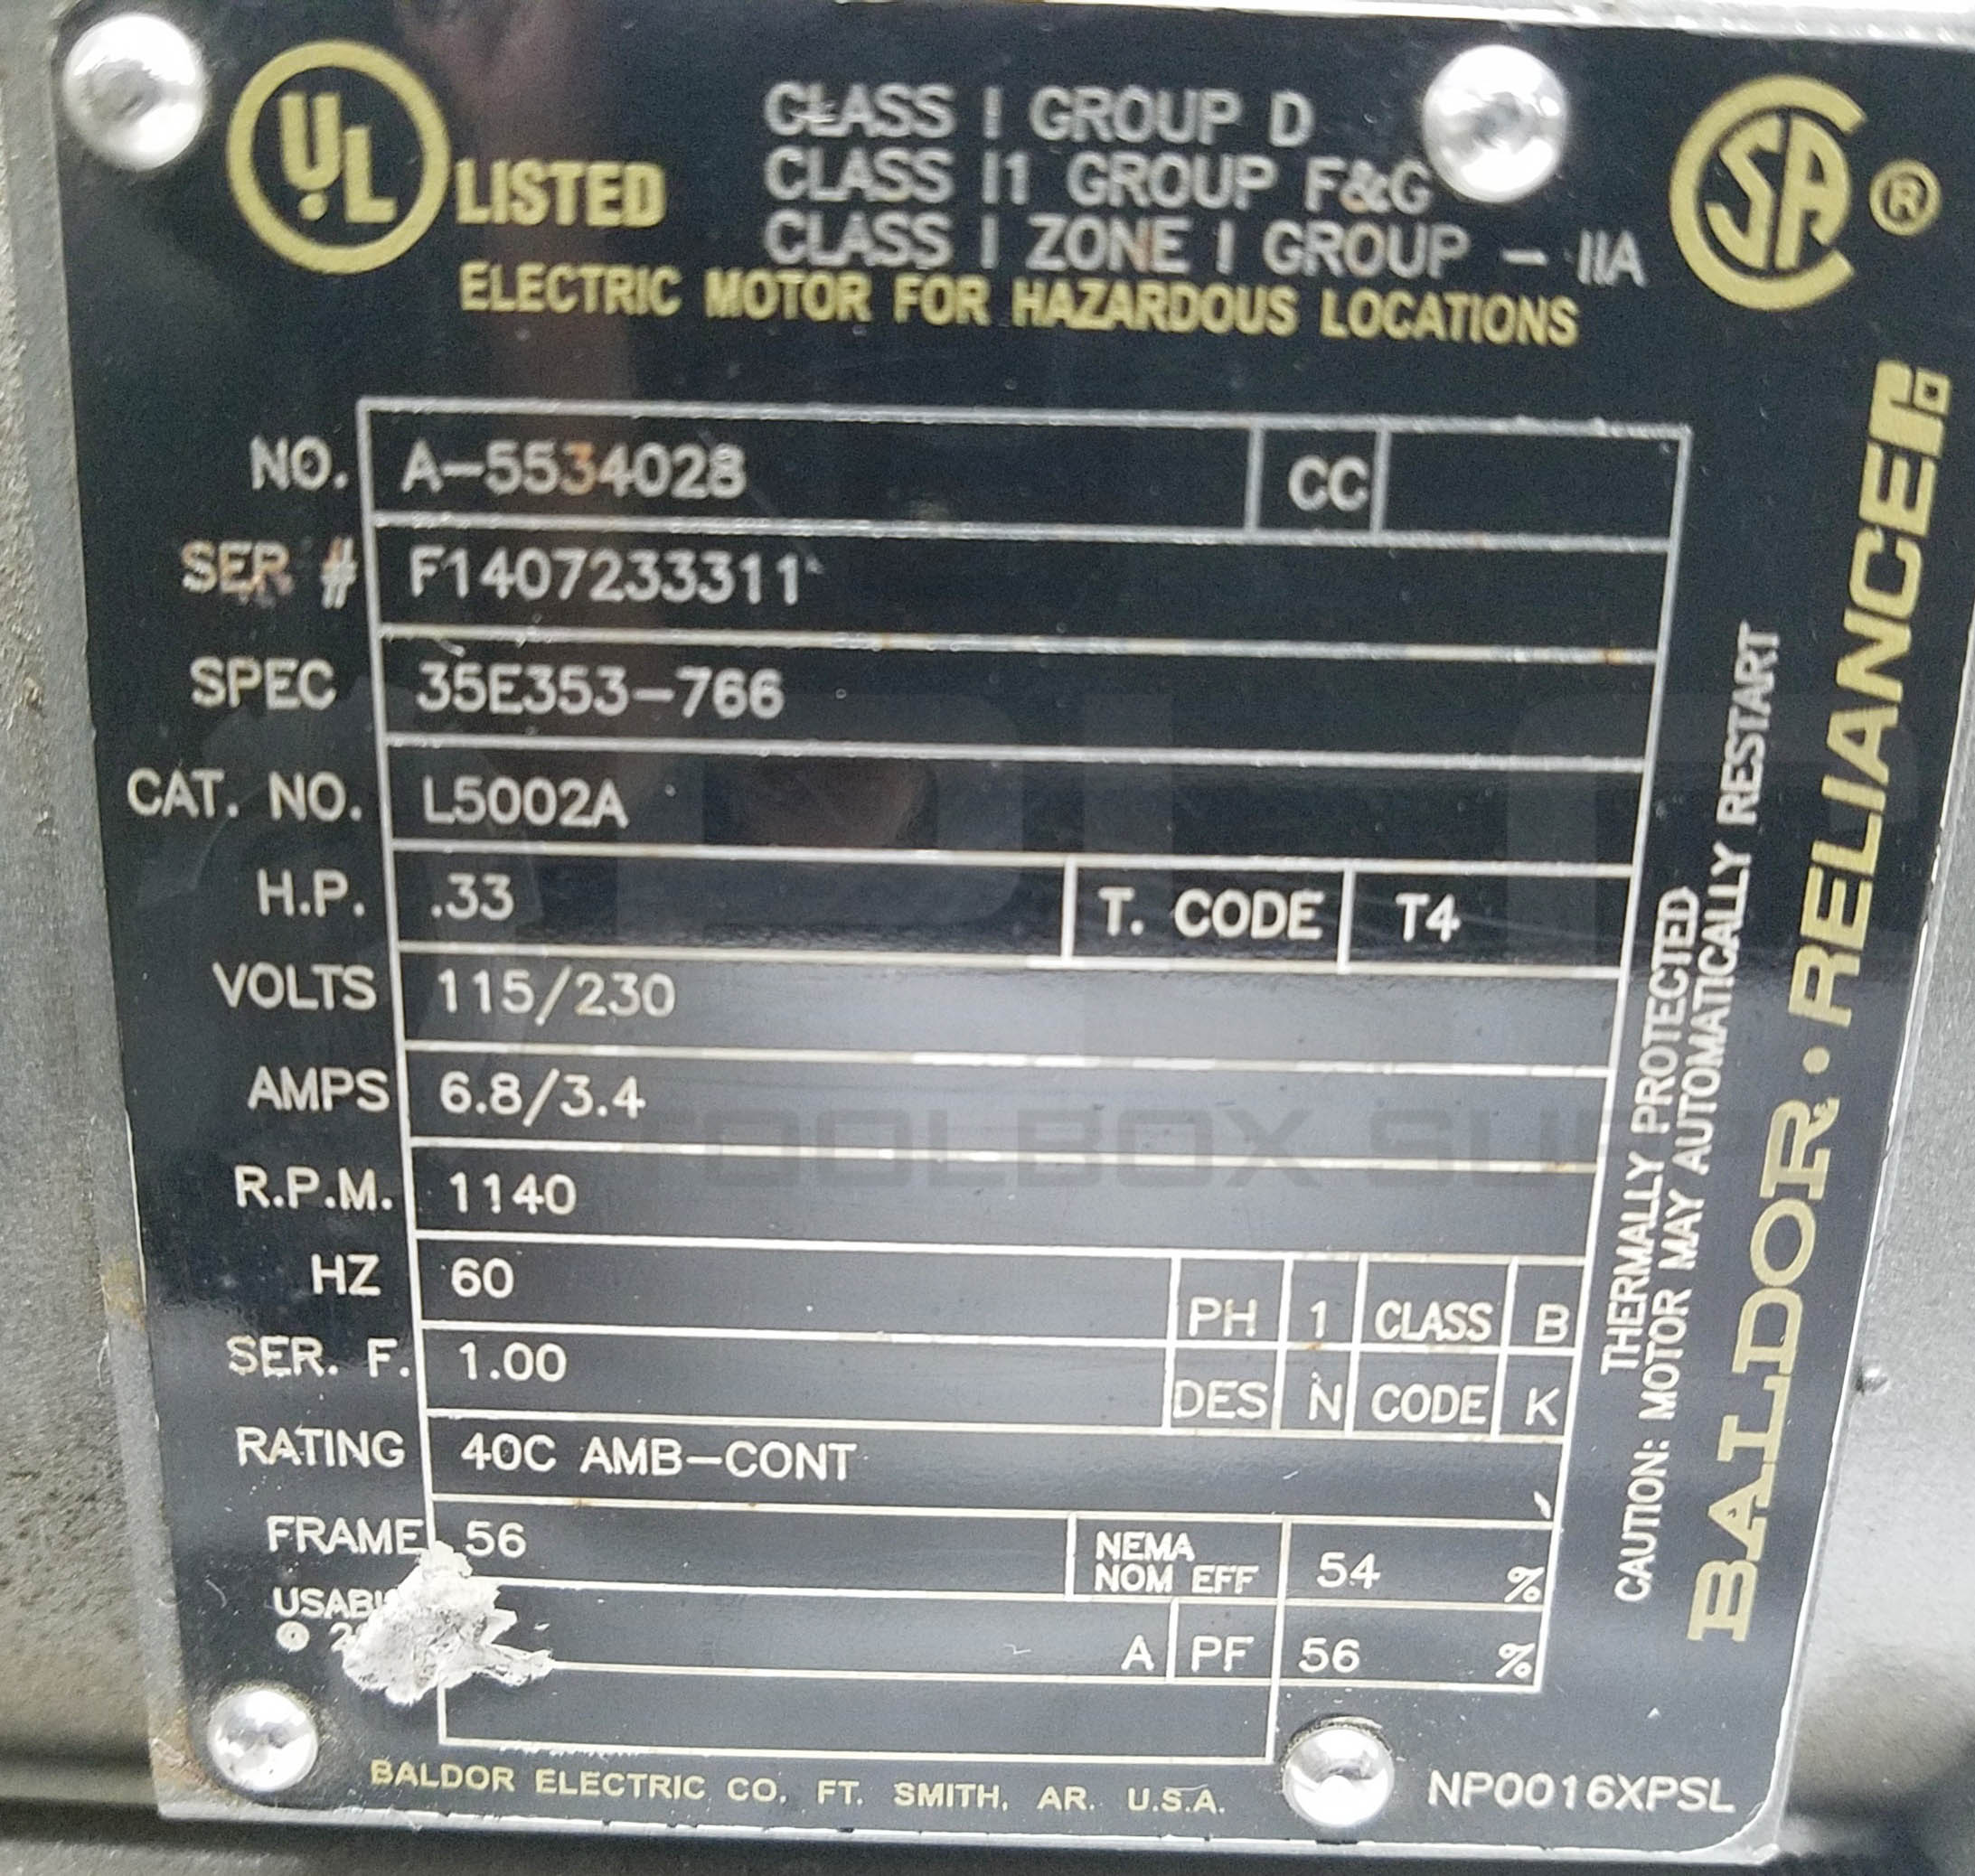 UL LISTED
CLASS I GROUP D
CLASS I1 GROUP F&G
CLASS I ZONE I GROUP - IIA
ELECTRIC MOTOR FOR HAZARDOUS LOCATIONS
SA ®
NO. A-5534028 CC
SER # F1407233311
SPEC 35E353-766
CAT. NO. L5002A
H.P. .33 T. CODE T4
VOLTS 115/230
AMPS 6.8/3.4
R.P.M. 1140
HZ 60 PH 1 CLASS B
SER. F. 1.00 DES N CODE K
RATING 40C AMB-CONT
FRAME 56 NEMA NOM EFF 54 %
A PF 56 %
©
BALDOR ELECTRIC CO. FT. SMITH, AR. U.S.A.
NP0016XPSL
THERMALLY PROTECTED
CAUTION: MOTOR MAY AUTOMATICALLY RESTART
BALDOR · RELIANCE
TOOLBOX